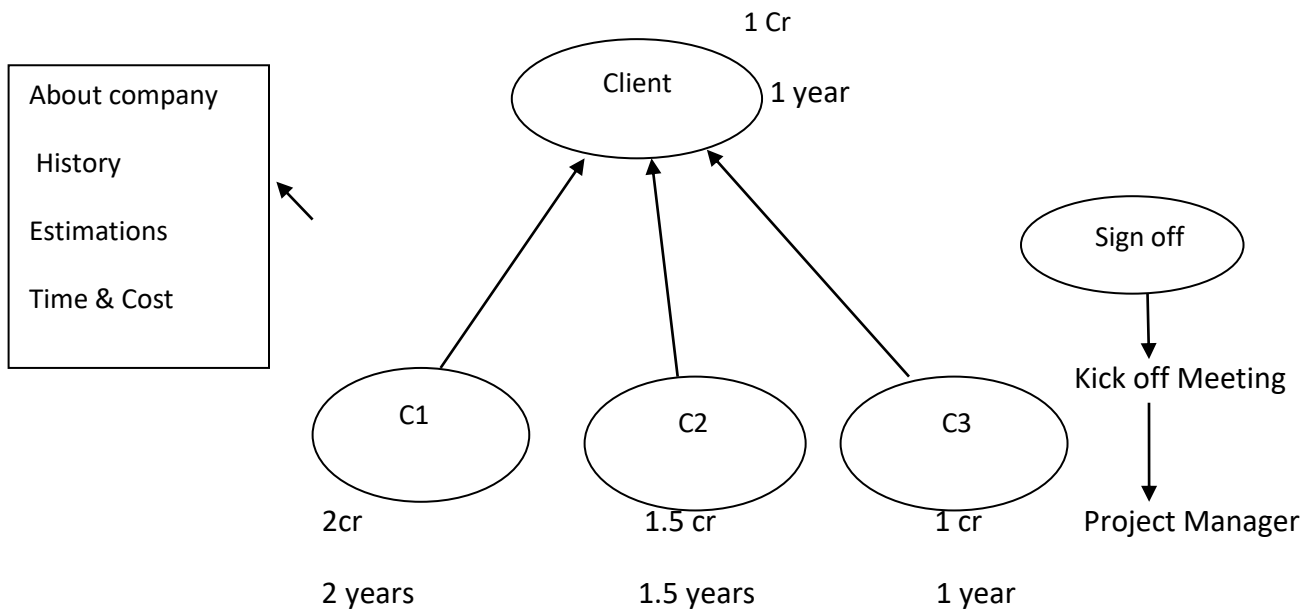 1 Cr
Client
1 year
About company
History
Estimations
Time & Cost
Sign off
Kick off Meeting
C1
C2
C3
2cr
1.5 cr
1 cr
Project Manager
2 years
1.5 years
1 year